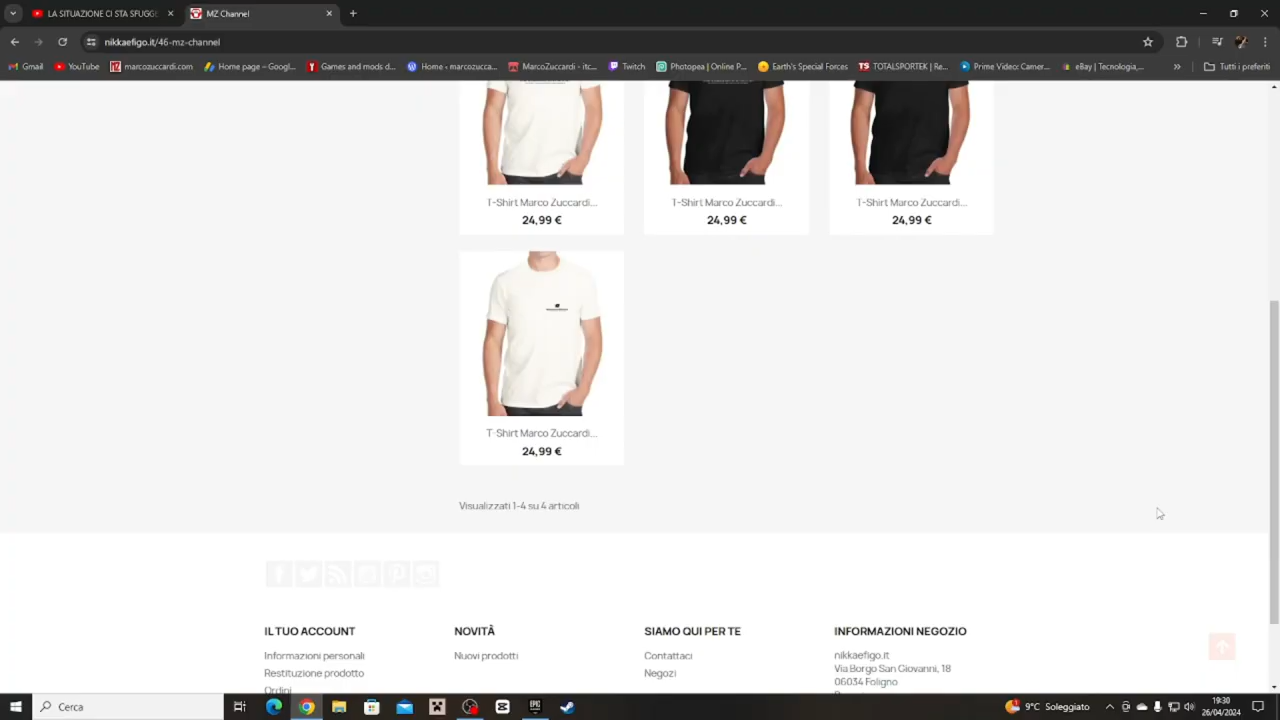 LA SITUAZIONE CI STA SFUGGE
MZ Channel
nikkaefigo.it/46-mz-channel
Gmail
YouTube
marcozuccardi.com
Home page – Googl...
Games and mods d...
Home - marcozucca...
MarcoZuccardi - itc...
Twitch
Photopea | Online P...
Earth's Special Forces
TOTALSPORTEK | Re...
Prime Video: Camer...
eBay | Tecnologia,...
Tutti i preferiti
T-Shirt Marco Zuccardi...
24,99 €
T-Shirt Marco Zuccardi...
24,99 €
T-Shirt Marco Zuccardi...
24,99 €
T-Shirt Marco Zuccardi...
24,99 €
Visualizzati 1-4 su 4 articoli
IL TUO ACCOUNT
Informazioni personali
Restituzione prodotto
Ordini
NOVITÀ
Nuovi prodotti
SIAMO QUI PER TE
Contattaci
Negozi
INFORMAZIONI NEGOZIO
nikkaefigo.it
Via Borgo San Giovanni, 18
06034 Foligno
Cerca
9°C Soleggiato
19:30
26/04/2024